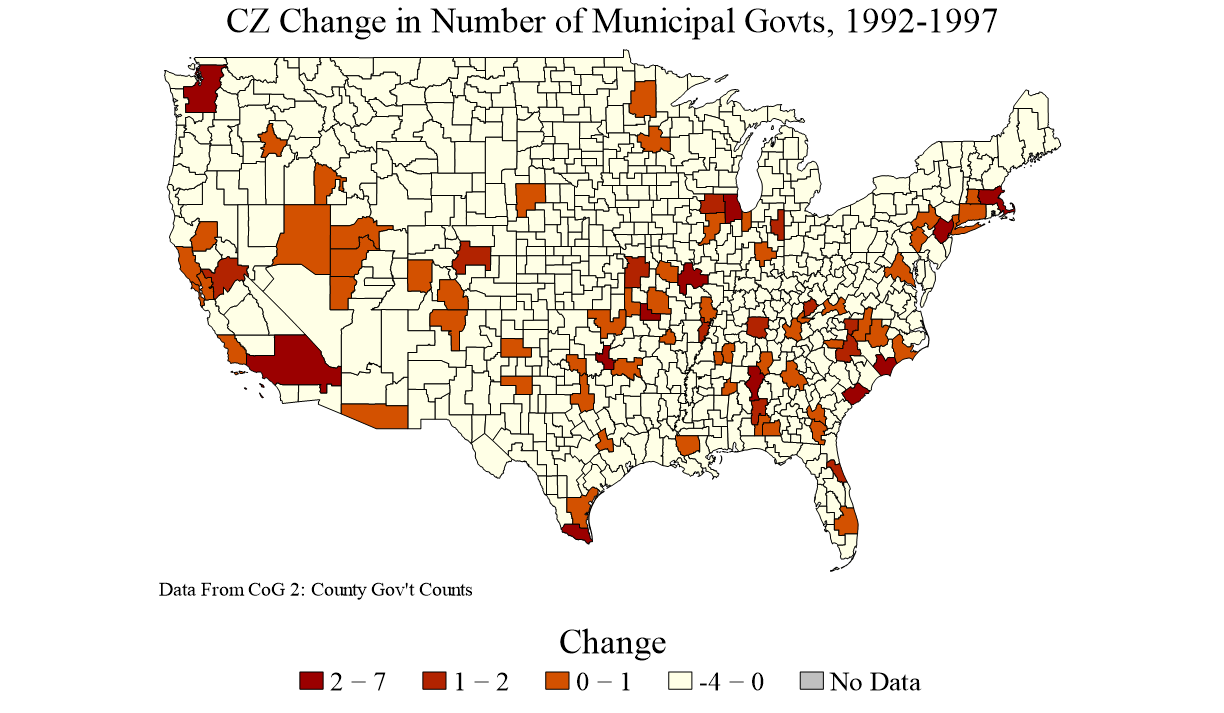 CZ Change in Number of Municipal Govts, 1992-1997
Data From CoG 2: County Gov't Counts
Change
2 − 7
1 − 2
0 − 1
-4 − 0
No Data